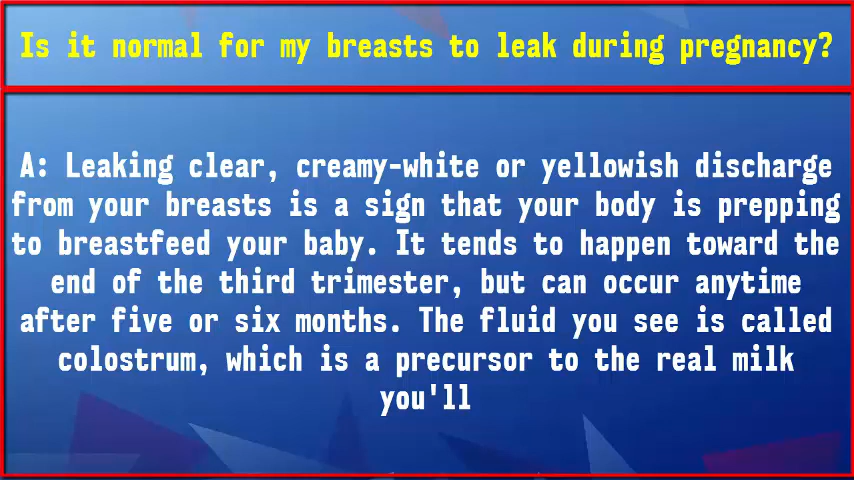 Is it normal for my breasts to leak during pregnancy?
A: Leaking clear, creamy-white or yellowish discharge
from your breasts is a sign that your body is prepping
to breastfeed your baby. It tends to happen toward the
end of the third trimester, but can occur anytime
after five or six months. The fluid you see is called
colostrum, which is a precursor to the real milk
you'll